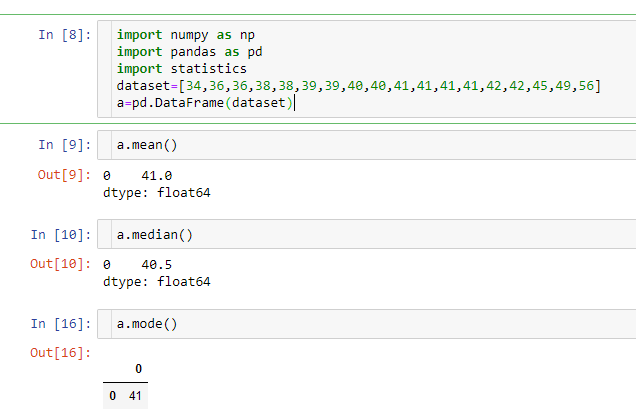 In [8]: import numpy as np
import pandas as pd
import statistics
dataset=[34,36,36,38,38,39,39,40,40,41,41,41,41,42,42,45,49,56]
a=pd.DataFrame(dataset)
In [9]: a.mean()
Out[9]: 0    41.0
dtype: float64
In [10]: a.median()
Out[10]: 0    40.5
dtype: float64
In [16]: a.mode()
Out[16]:
0
0 41